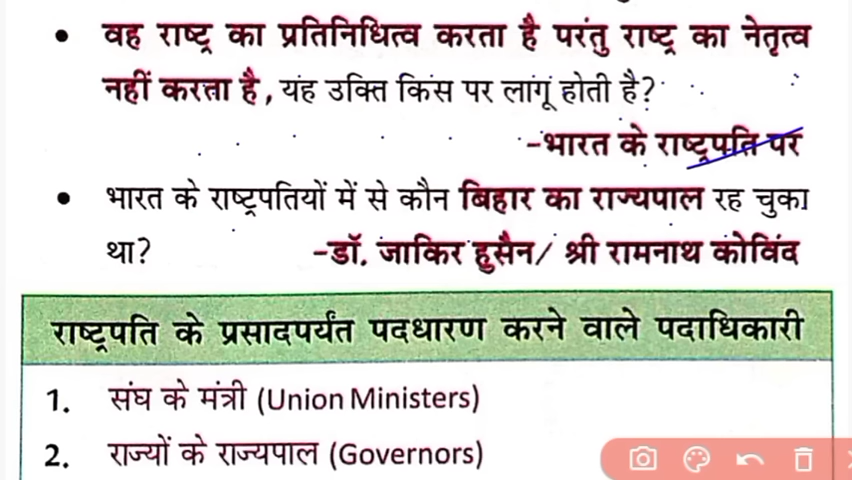 • वह राष्ट्र का प्रतिनिधित्व करता है परंतु राष्ट्र का नेतृत्व
नहीं करता है, यह उक्ति किस पर लागू होती है?
-भारत के राष्ट्रपति पर
• भारत के राष्ट्रपतियों में से कौन बिहार का राज्यपाल रह चुका
था? -डॉ. जाकिर हुसैन/ श्री रामनाथ कोविंद
राष्ट्रपति के प्रसादपर्यंत पदधारण करने वाले पदाधिकारी
1. संघ के मंत्री (Union Ministers)
2. राज्यों के राज्यपाल (Governors)